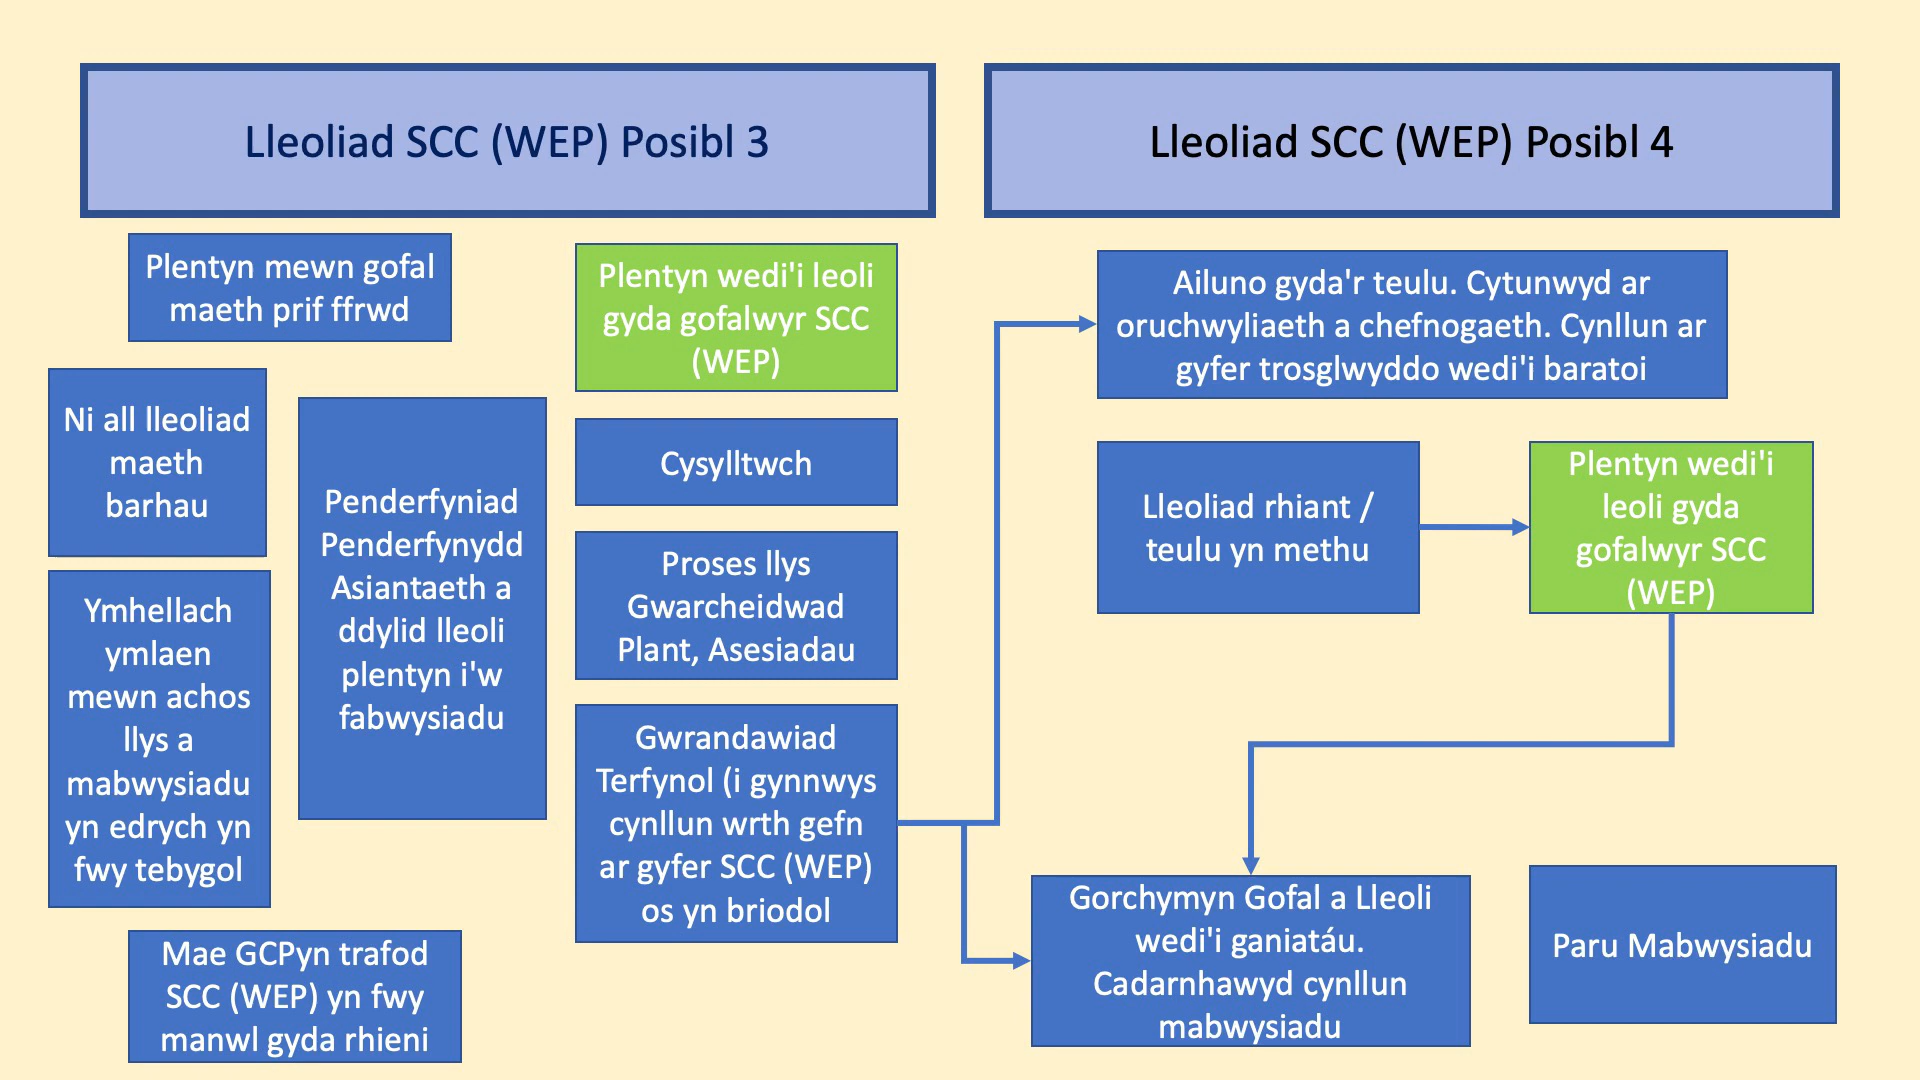 Lleoliad SCC (WEP) Posibl 3
Lleoliad SCC (WEP) Posibl 4
Plentyn mewn gofal
maeth prif ffrwd
Ni all lleoliad
maeth
barhau
Ymhellach
ymlaen
mewn achos
llys a
mabwysiadu
yn edrych yn
fwy tebygol
Mae GCPyn trafod
SCC (WEP) yn fwy
manwl gyda rhieni
Penderfyniad
Penderfynydd
Asiantaeth a
ddylid lleoli
plentyn i'w
fabwysiadu
Plentyn wedi'i leoli
gyda gofalwyr SCC
(WEP)
Cysylltwch
Proses llys
Gwarcheidwad
Plant, Asesiadau
Gwrandawiad
Terfynol (i gynnwys
cynllun wrth gefn
ar gyfer SCC (WEP)
os yn briodol
Ailuno gyda'r teulu. Cytunwyd ar
oruchwyliaeth a chefnogaeth. Cynllun ar
gyfer trosglwyddo wedi'i baratoi
Lleoliad rhiant /
teulu yn methu
Plentyn wedi'i
leoli gyda
gofalwyr SCC
(WEP)
Gorchymyn Gofal a Lleoli
wedi'i ganiatáu.
Cadarnhawyd cynllun
mabwysiadu
Paru Mabwysiadu